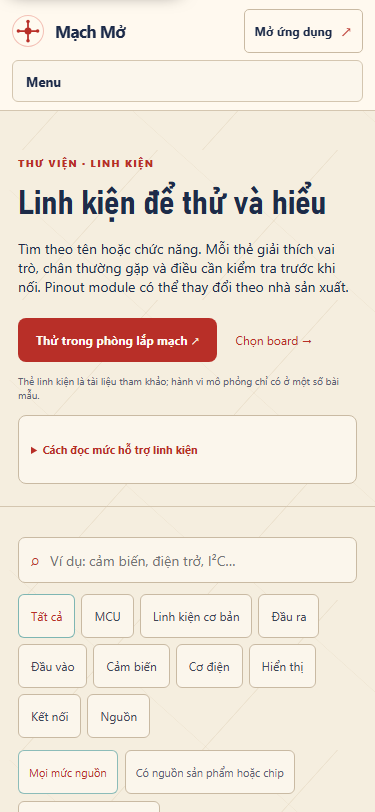 Mạch Mở
Mở ứng dụng ↗
Menu
THƯ VIỆN · LINH KIỆN
Linh kiện để thử và hiểu
Tìm theo tên hoặc chức năng. Mỗi thẻ giải thích vai
trò, chân thường gặp và điều cần kiểm tra trước khi
nối. Pinout module có thể thay đổi theo nhà sản xuất.
Thử trong phòng lắp mạch ↗
Chọn board →
Thẻ linh kiện là tài liệu tham khảo; hành vi mô phỏng chỉ có ở một số bài
mẫu.
▶ Cách đọc mức hỗ trợ linh kiện
Ví dụ: cảm biến, điện trở, I²C...
Tất cả
MCU
Linh kiện cơ bản
Đầu ra
Đầu vào
Cảm biến
Cơ điện
Hiển thị
Kết nối
Nguồn
Mọi mức nguồn
Có nguồn sản phẩm hoặc chip